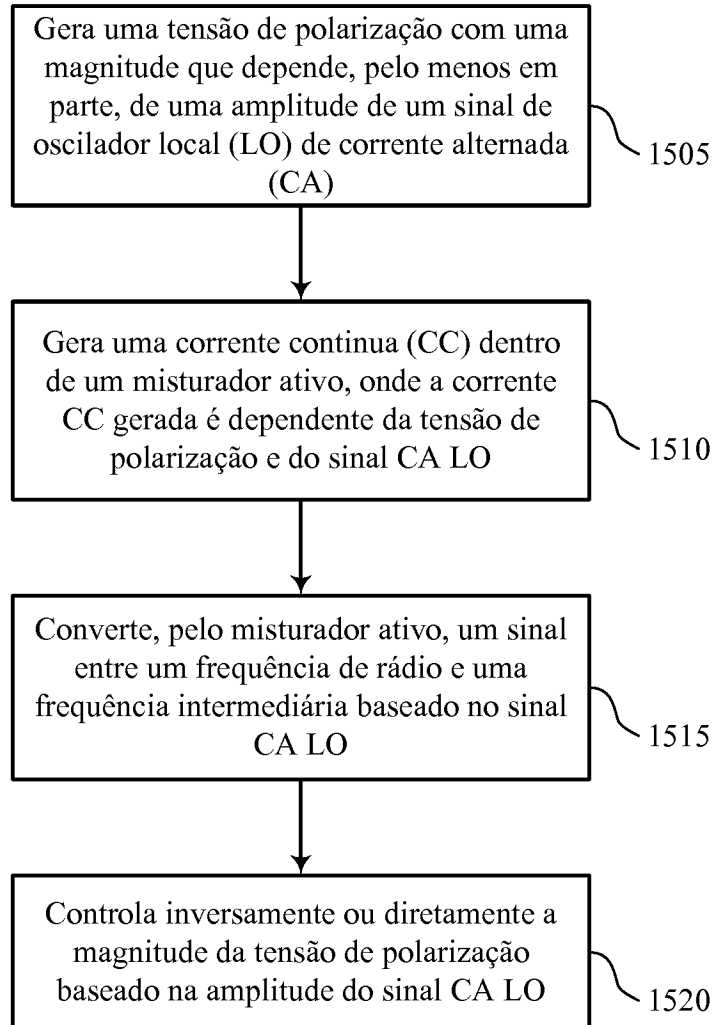 Gera uma tensão de polarização com uma
magnitude que depende, pelo menos em
parte, de uma amplitude de um sinal de
oscilador local (LO) de corrente alternada
(CA)
1505
Gera uma corrente continua (CC) dentro
de um misturador ativo, onde a corrente
CC gerada é dependente da tensão de
polarização e do sinal CA LO
1510
Converte, pelo misturador ativo, um sinal
entre um frequência de rádio e uma
frequência intermediária baseado no sinal
CA LO
1515
Controla inversamente ou diretamente a
magnitude da tensão de polarização
baseado na amplitude do sinal CA LO
1520